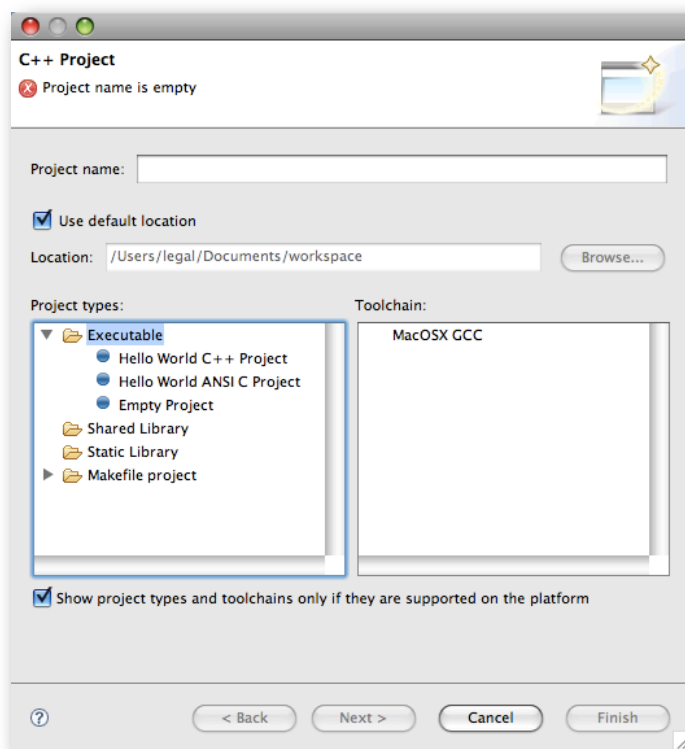 C++ Project
Project name is empty
Project name:
Use default location
Location: /Users/legal/Documents/workspace Browse...
Project types: Toolchain:
Executable MacOSX GCC
Hello World C++ Project
Hello World ANSI C Project
Empty Project
Shared Library
Static Library
Makefile project
Show project types and toolchains only if they are supported on the platform
? < Back Next > Cancel Finish